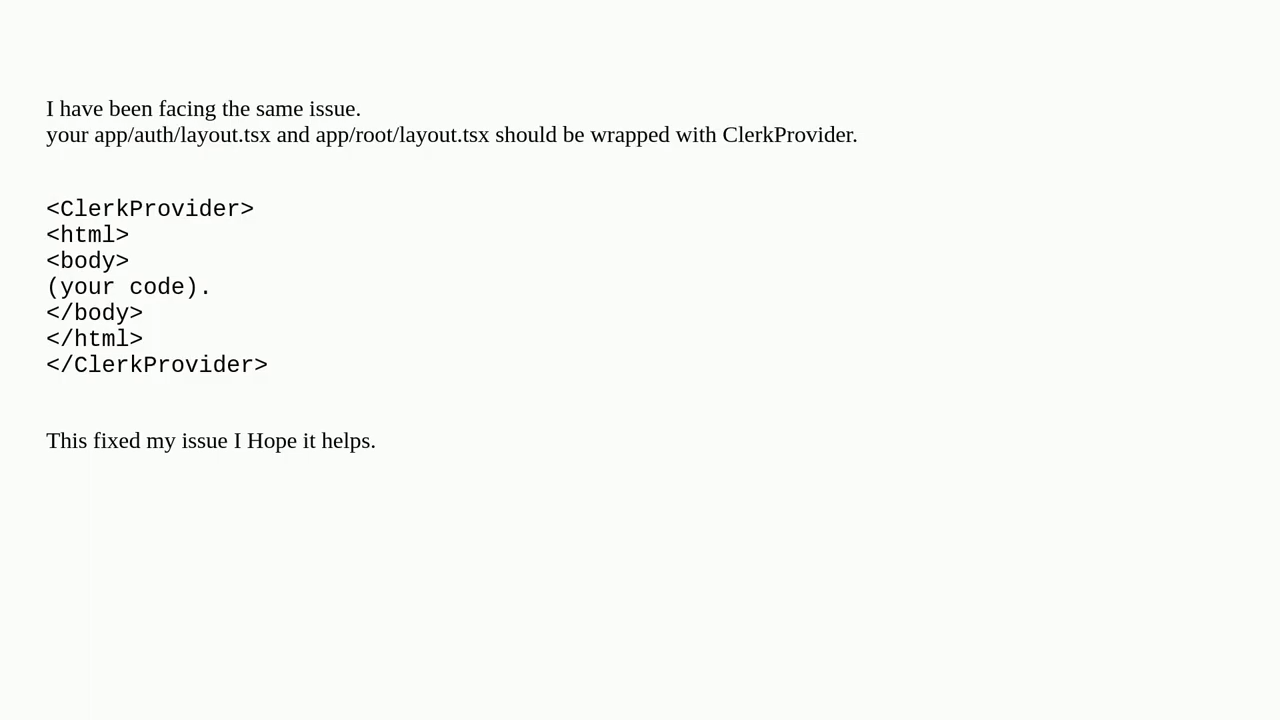 I have been facing the same issue.
your app/auth/layout.tsx and app/root/layout.tsx should be wrapped with ClerkProvider.
<ClerkProvider>
<html>
<body>
(your code).
</body>
</html>
</ClerkProvider>
This fixed my issue I Hope it helps.